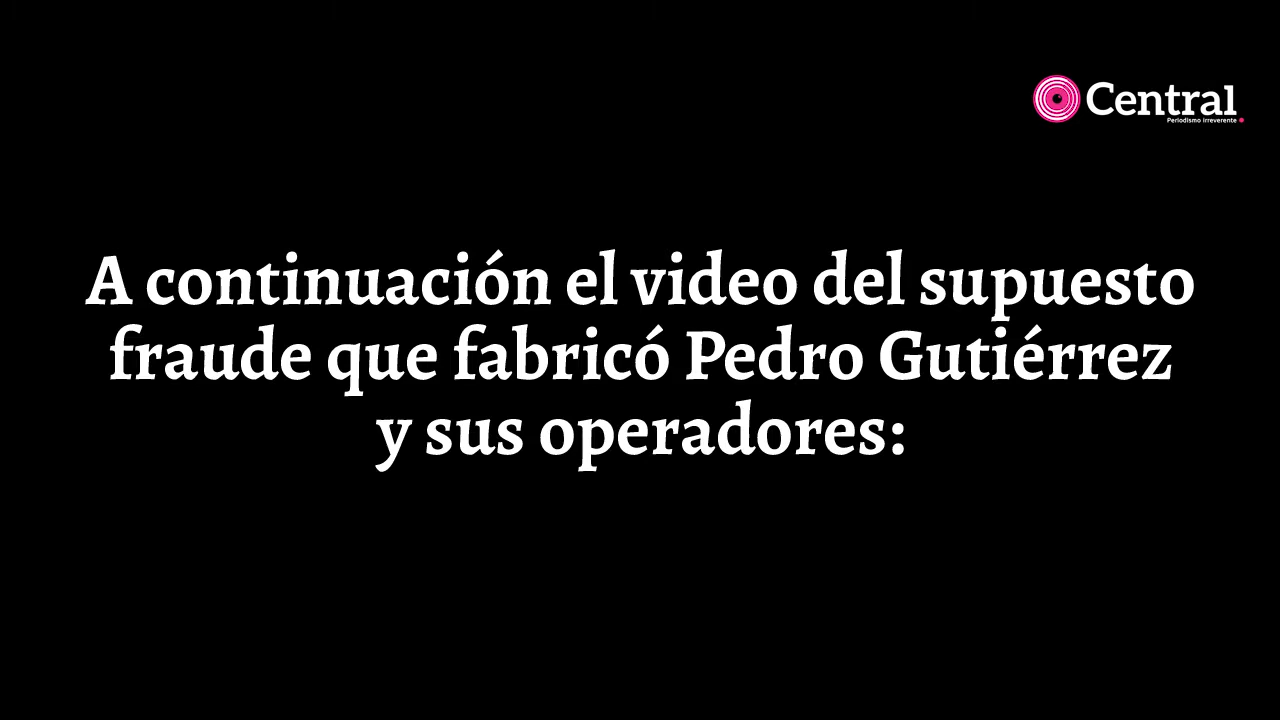 Central
Periodismo Irreverente
A continuación el video del supuesto
fraude que fabricó Pedro Gutiérrez
y sus operadores: